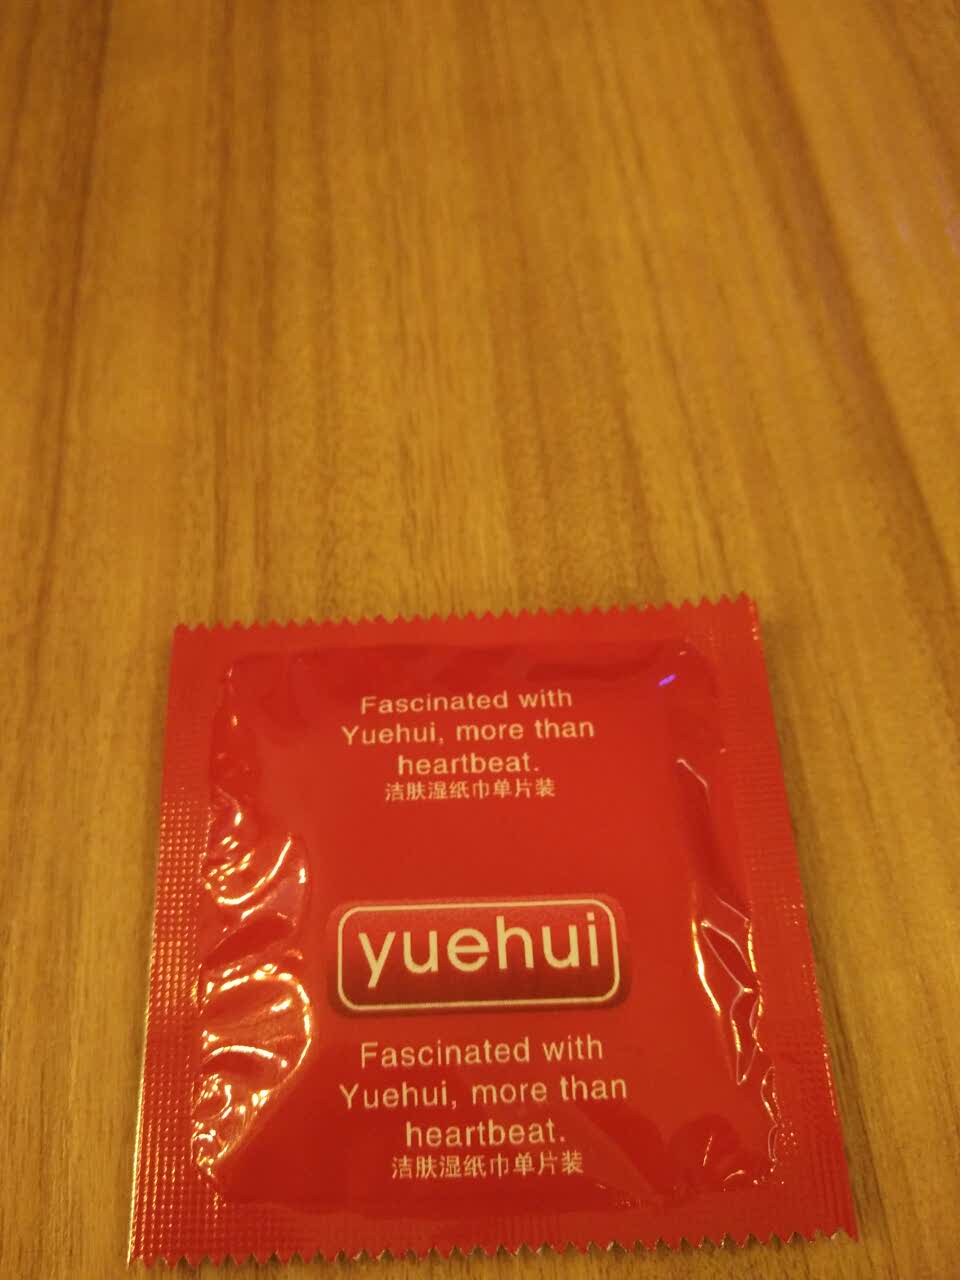 Fascinated with
Yuehui, more than
heartbeat.
洁肤湿纸巾单片装
yuehui
Fascinated with
Yuehui, more than
heartbeat.
洁肤湿纸巾单片装